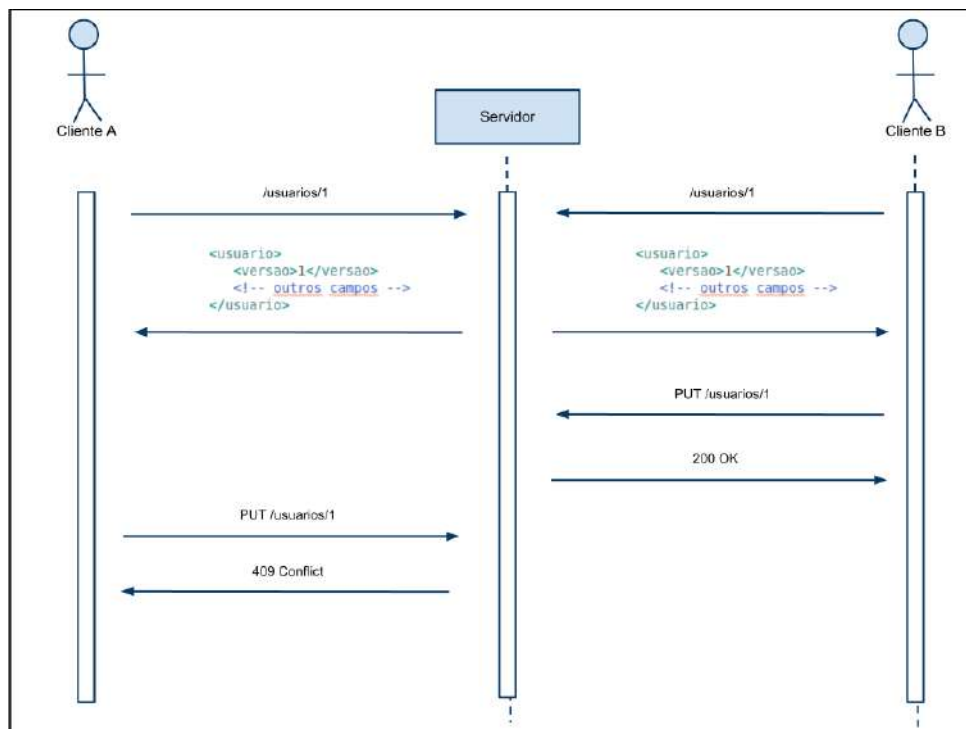 Cliente A
Servidor
Cliente B
/usuarios/1
/usuarios/1
<usuario>
<versao>1</versao>
<!-- outros campos -->
</usuario>
<usuario>
<versao>1</versao>
<!-- outros campos -->
</usuario>
PUT /usuarios/1
200 OK
PUT /usuarios/1
409 Conflict